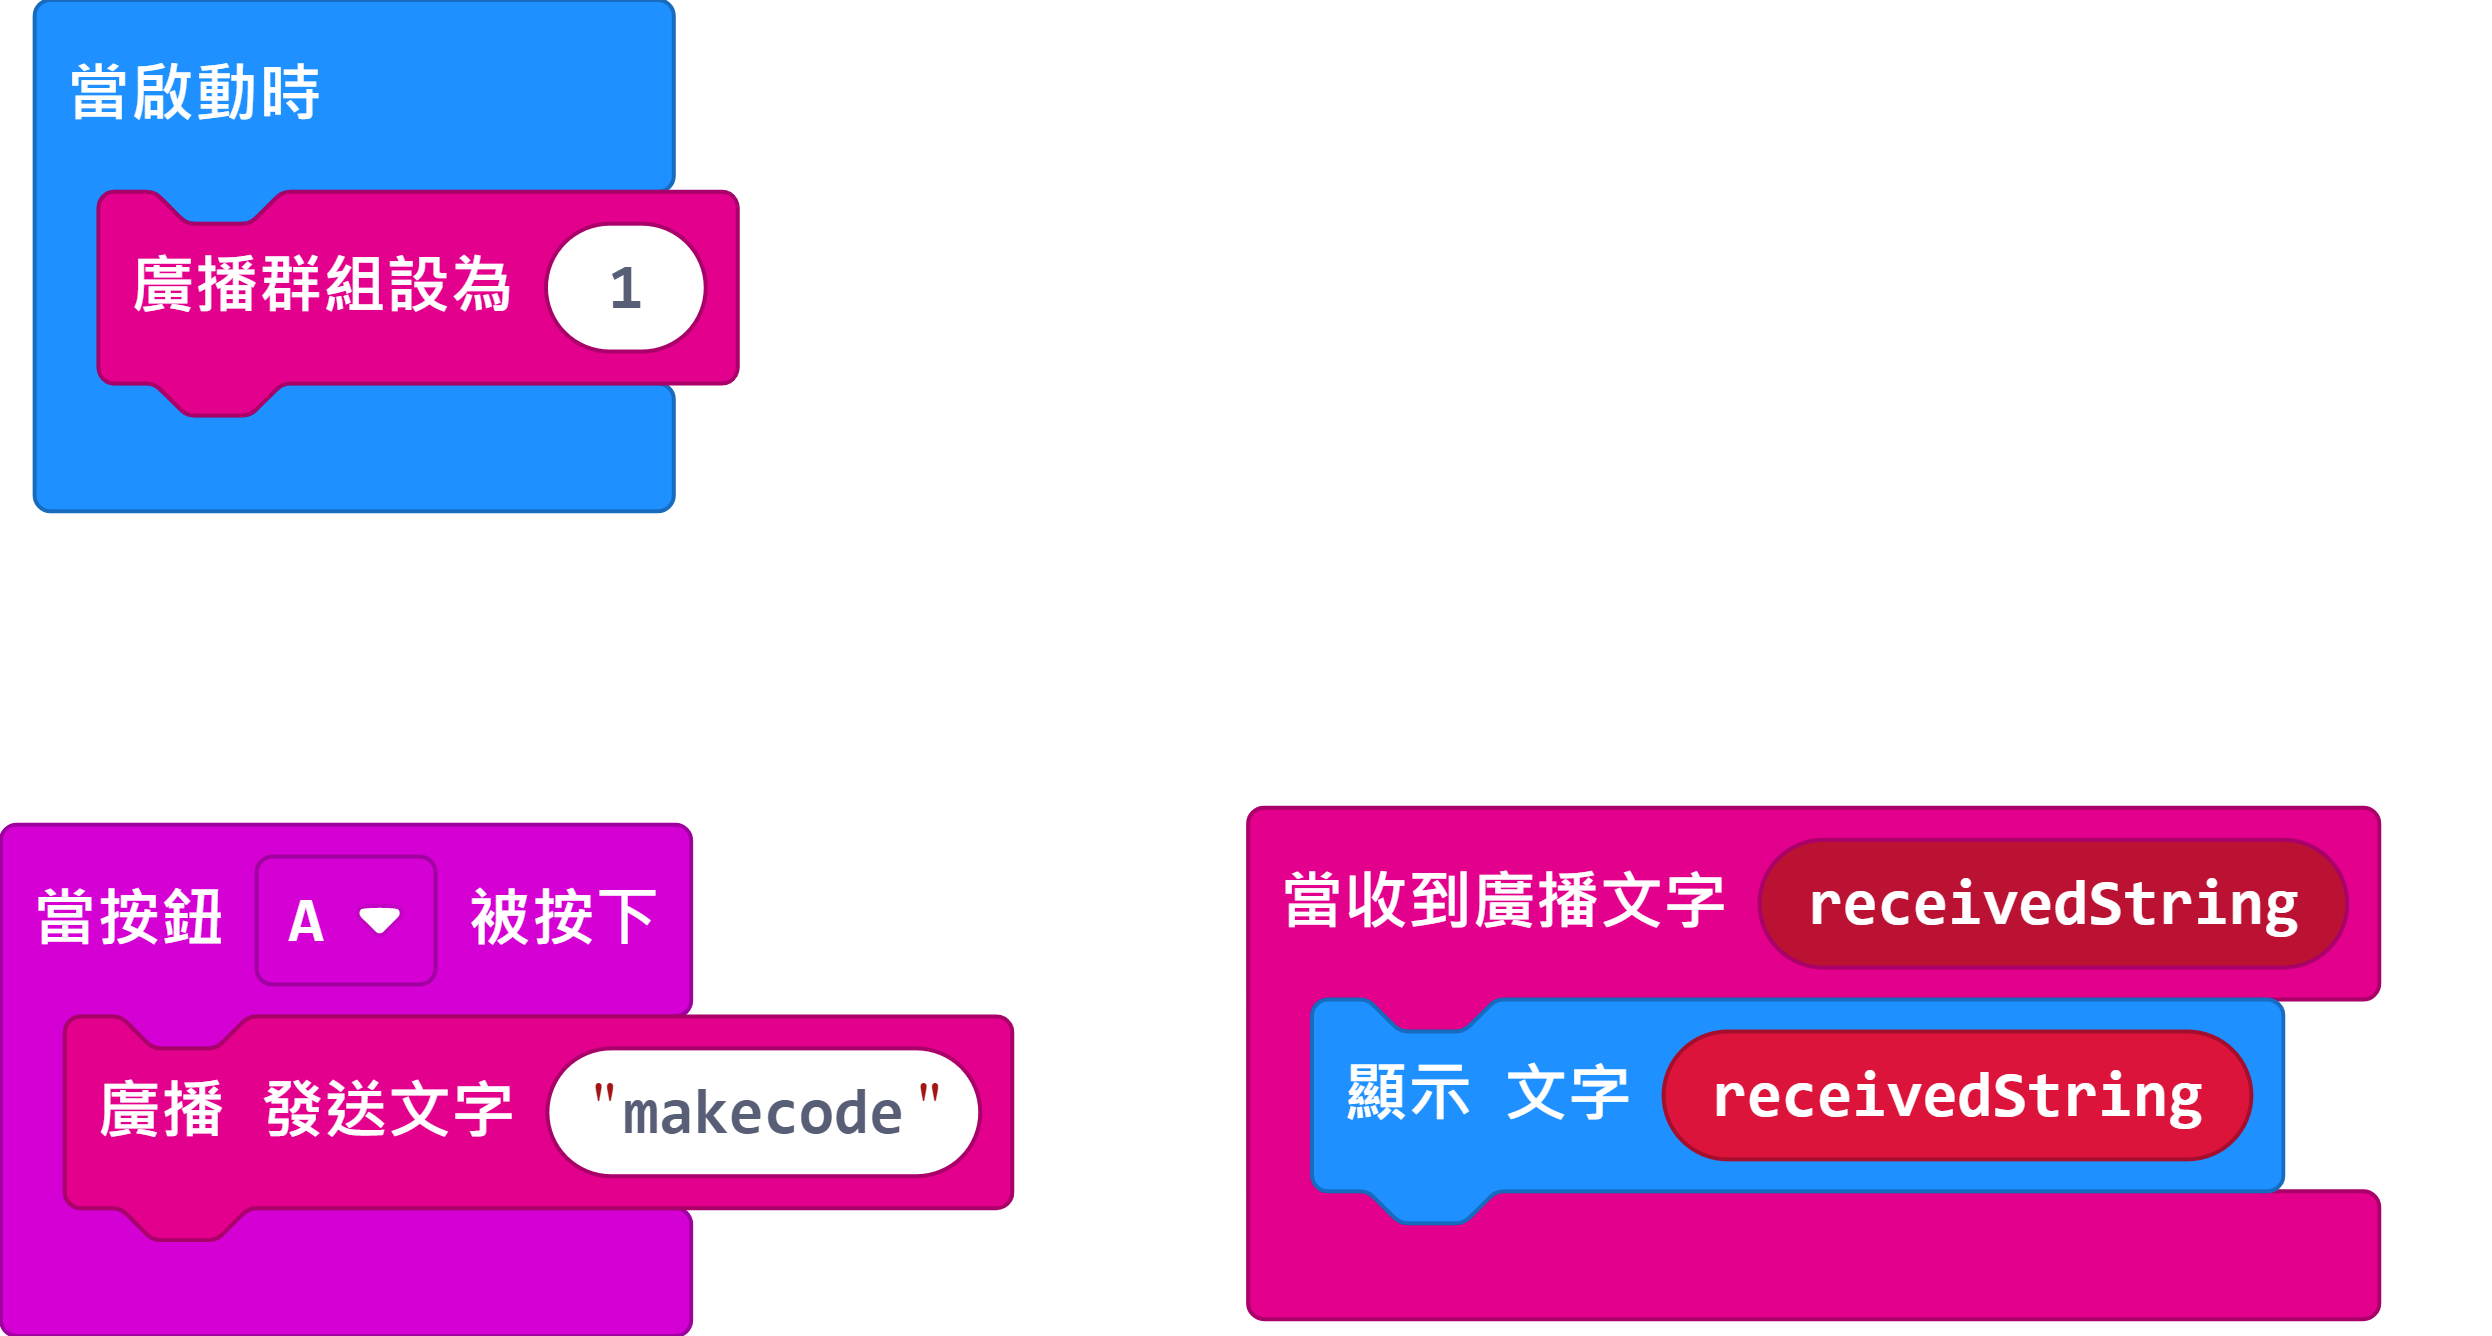 當啟動時
廣播群組設為 1
當按鈕 A 被按下
廣播 發送文字 "makecode"
當收到廣播文字 receivedString
顯示 文字 receivedString